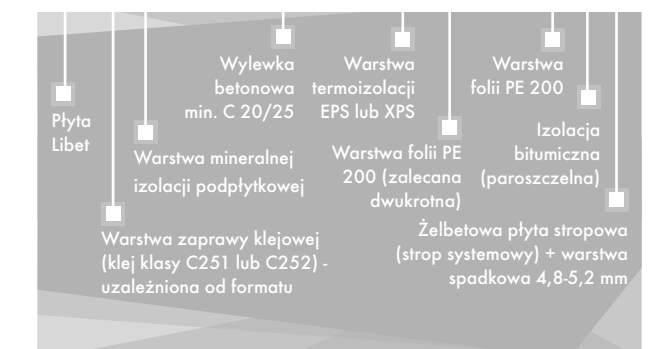 Płyta
Libet
Warstwa zaprawy klejowej
(klej klasy C251 lub C252) -
uzależniona od formatu
Warstwa mineralnej
izolacji podpłytkowej
Wylewka
betonowa
min. C 20/25
Warstwa
termoizolacji
EPS lub XPS
Warstwa folii PE
200 (zalecana
dwukrotna)
Warstwa
folii PE 200
Izolacja
bitumiczna
(paroszczelna)
Żelbetowa płyta stropowa
(strop systemowy) + warstwa
spadkowa 4,8-5,2 mm